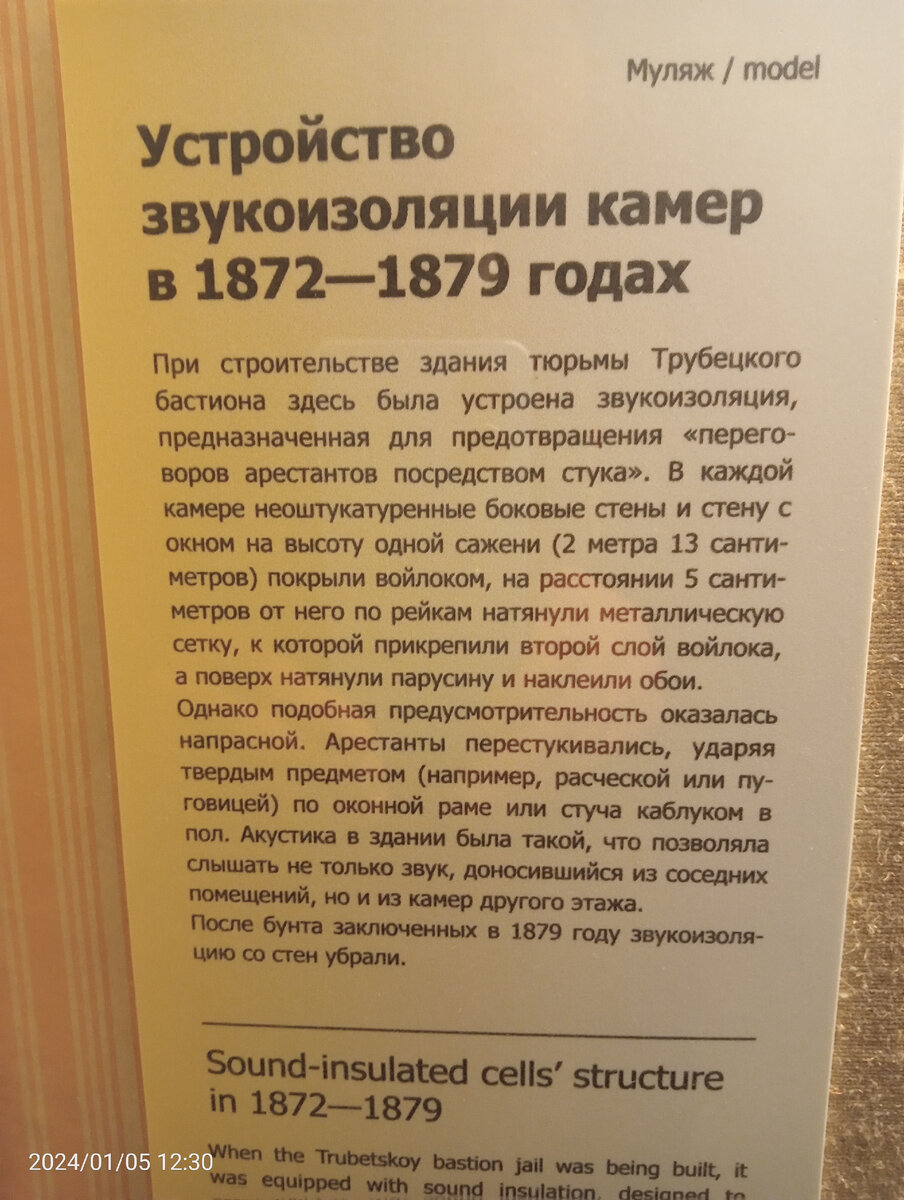 Муляж / model
Устройство
звукоизоляции камер
в 1872—1879 годах
При строительстве здания тюрьмы Трубецкого
бастиона здесь была устроена звукоизоляция,
предназначенная для предотвращения «перего-
воров арестантов посредством стука». В каждой
камере неоштукатуренные боковые стены и стену с
окном на высоту одной сажени (2 метра 13 санти-
метров) покрыли войлоком, на расстоянии 5 санти-
метров от него по рейкам натянули металлическую
сетку, к которой прикрепили второй слой войлока,
а поверх натянули парусину и наклеили обои.
Однако подобная предусмотрительность оказалась
напрасной. Арестанты перестукивались, ударяя
твердым предметом (например, расческой или пу-
говицей) по оконной раме или стуча каблуком в
пол. Акустика в здании была такой, что позволяла
слышать не только звук, доносившийся из соседних
помещений, но и из камер другого этажа.
После бунта заключенных в 1879 году звукоизоля-
цию со стен убрали.
Sound-insulated cells’ structure
in 1872—1879
When the Trubetskoy bastion jail was being built, it
was equipped with sound insulation, designed to
2024/01/05 12:30